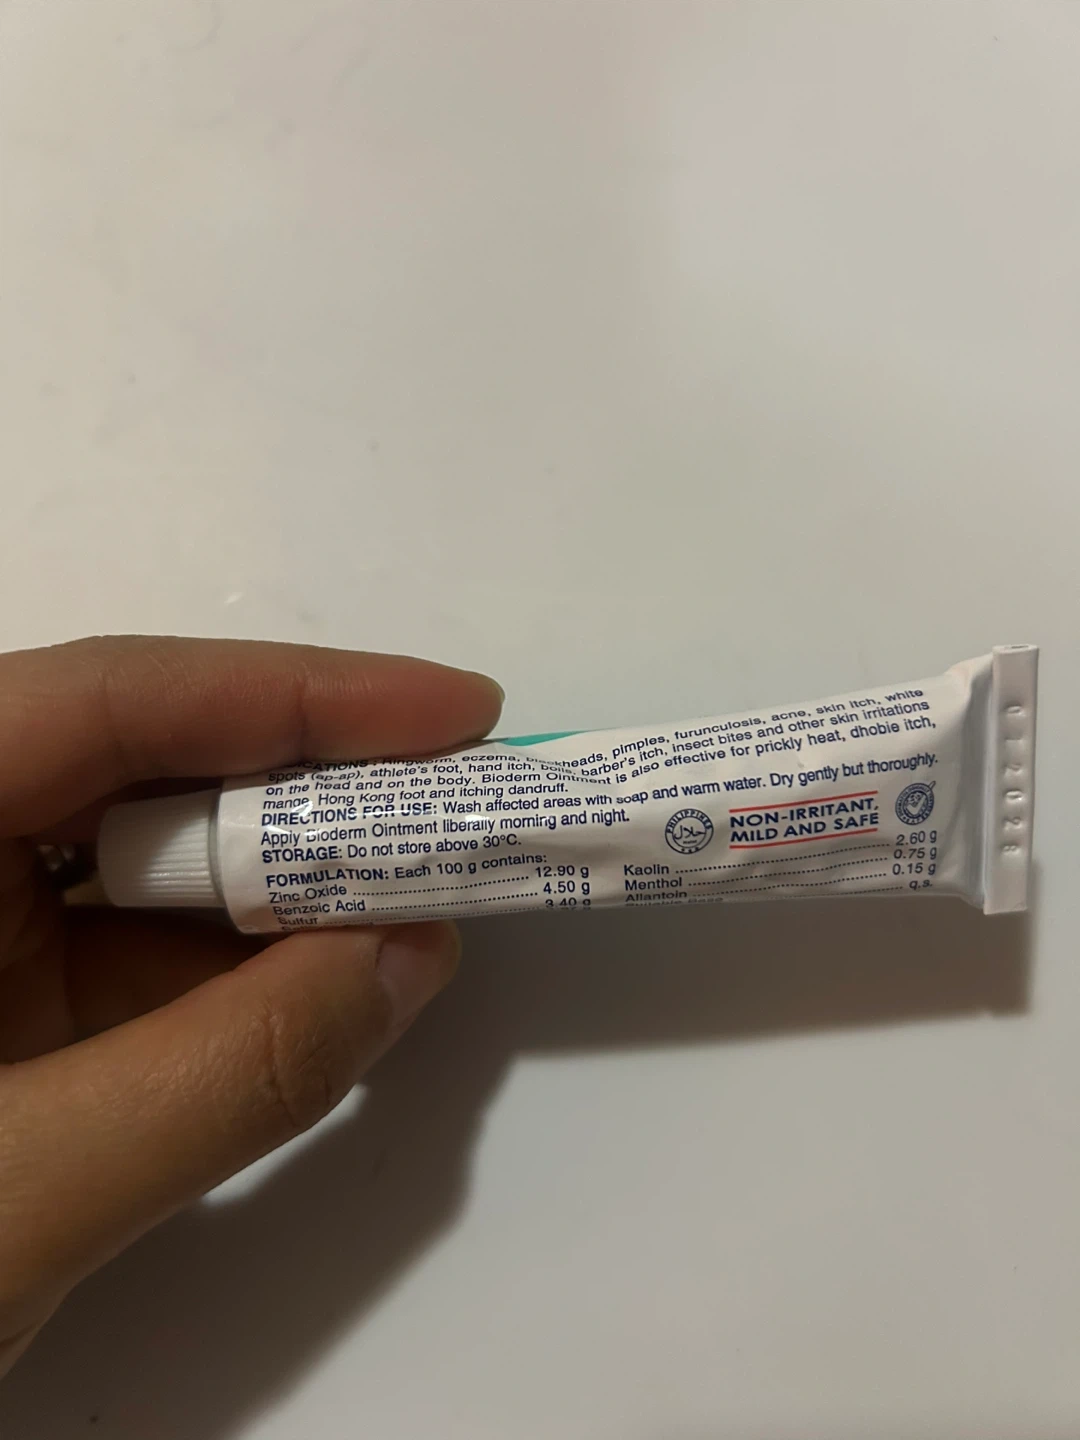 spots (ap-ap), athlete's foot, hand itch, boils, barber's itch, insect bites and other skin irritations
eczema, blackheads, pimples, furunculosis, acne, skin itch, white
on the head and on the body. Bioderm Ointment is also effective for prickly heat, dhobie itch,
mange, Hong Kong foot and itching dandruff.
DIRECTIONS FOR USE: Wash affected areas with soap and warm water. Dry gently but thoroughly.
Apply Bioderm Ointment liberally morning and night.
STORAGE: Do not store above 30°C.
NON-IRRITANT,
MILD AND SAFE
FORMULATION: Each 100 g contains:
Zinc Oxide 12.90 g
Benzoic Acid 4.50 g
Sulfur 3.40 g
Kaolin 2.60 g
Menthol 0.75 g
Allantoin 0.15 g
q.s.